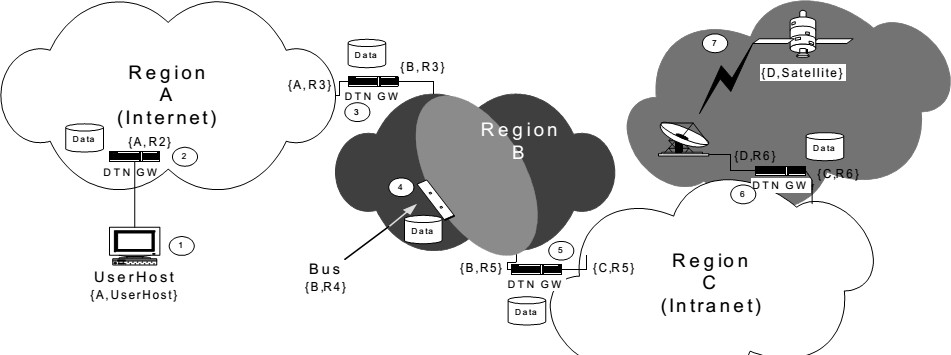 Region
A
(Internet)
Data
{A,R2}
2
DTN GW
1
UserHost
{A,UserHost}
Data
{A,R3}
{B,R3}
DTN GW
3
Region
B
4
Data
Bus
{B,R4}
5
{B,R5}
{C,R5}
DTN GW
Data
7
{D,Satellite}
Data
{D,R6}
{C,R6}
DTN GW
6
Region
C
(Intranet)